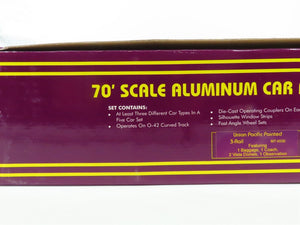 70' SCALE ALUMINUM CAR
SET CONTAINS:
• At Least Three Different Car Types In A
Five Car Set
• Operates On O-42 Curved Track
• Die-Cast Operating Couplers On
• Silhouette Window Strips
• Fast-Angle Wheel Sets
Union Pacific Painted
3-Rail
Featuring
1 Baggage, 1 Coach,
2 Vista Domes, 1 Observation